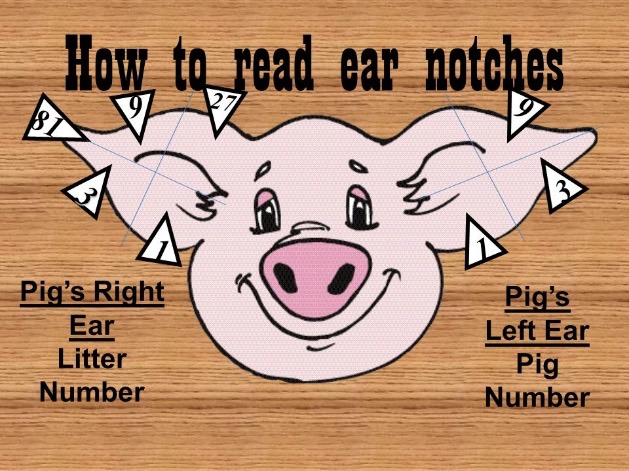 How to read ear notches
81
9
27
9
3
3
1
1
Pig's Right
Ear
Litter
Number
Pig's
Left Ear
Pig
Number